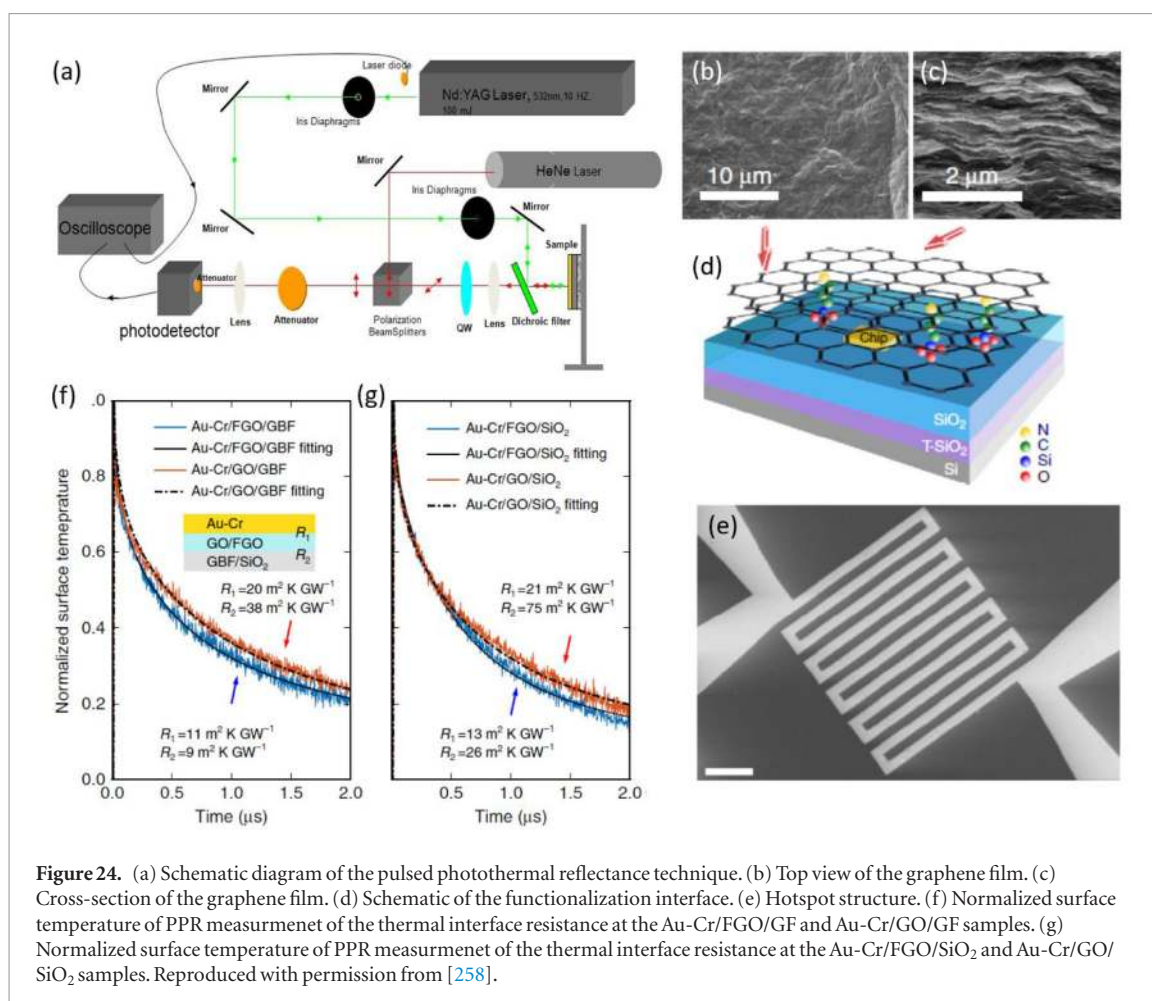 (a)
Laser diode
Mirror
Nd:YAG Laser, 532nm, 10 HZ,
100 mJ
Iris Diaphragms
Mirror
HeNe Laser
Iris Diaphragms
Mirror
Oscilloscope
Mirror
Sample
Attenuator
photodetector
Lens
Attenuator
Polarization
BeamSplitters
QW
Lens
Dichroic filter
(b)
10 μm
(c)
2 μm
(d)
Chip
SiO₂
T-SiO₂
Si
N
C
Si
O
(e)
(f)
.0
0.8
0.6
0.4
0.2
0.0
Normalized surface temeprature
Au-Cr/FGO/GBF
Au-Cr/FGO/GBF fitting
Au-Cr/GO/GBF
Au-Cr/GO/GBF fitting
Au-Cr
R₁
GO/FGO
R₂
GBF/SiO₂
R₁ =20 m² K GW⁻¹
R₂ =38 m² K GW⁻¹
R₁ =11 m² K GW⁻¹
R₂ =9 m² K GW⁻¹
0.0 0.5 1.0 1.5 2.0
Time (μs)
(g)
Au-Cr/FGO/SiO₂
Au-Cr/FGO/SiO₂ fitting
Au-Cr/GO/SiO₂
Au-Cr/GO/SiO₂ fitting
R₁ =21 m² K GW⁻¹
R₂ =75 m² K GW⁻¹
R₁ =13 m² K GW⁻¹
R₂ =26 m² K GW⁻¹
0.5 1.0 1.5 2.0
Time (μs)
Figure 24. (a) Schematic diagram of the pulsed photothermal reflectance technique. (b) Top view of the graphene film. (c)
Cross-section of the graphene film. (d) Schematic of the functionalization interface. (e) Hotspot structure. (f) Normalized surface
temperature of PPR measurmenet of the thermal interface resistance at the Au-Cr/FGO/GF and Au-Cr/GO/GF samples. (g)
Normalized surface temperature of PPR measurmenet of the thermal interface resistance at the Au-Cr/FGO/SiO₂ and Au-Cr/GO/
SiO₂ samples. Reproduced with permission from [258].